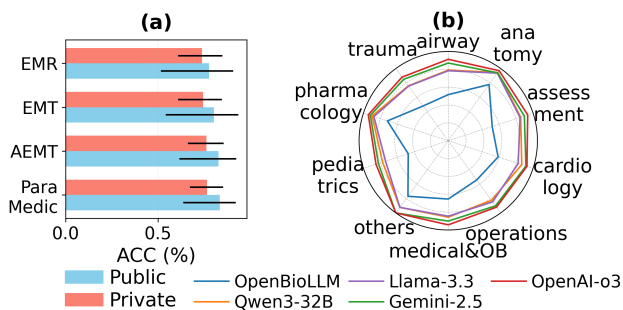 (a)
EMR
EMT
AEMT
Para
Medic
0.0
0.5
ACC (%)
(b)
airway
ana
tomy
trauma
assess
ment
pharma
cology
cardio
logy
pedia
trics
others
operations
medical&OB
Public
Private
OpenBioLLM
Qwen3-32B
Llama-3.3
Gemini-2.5
OpenAI-o3